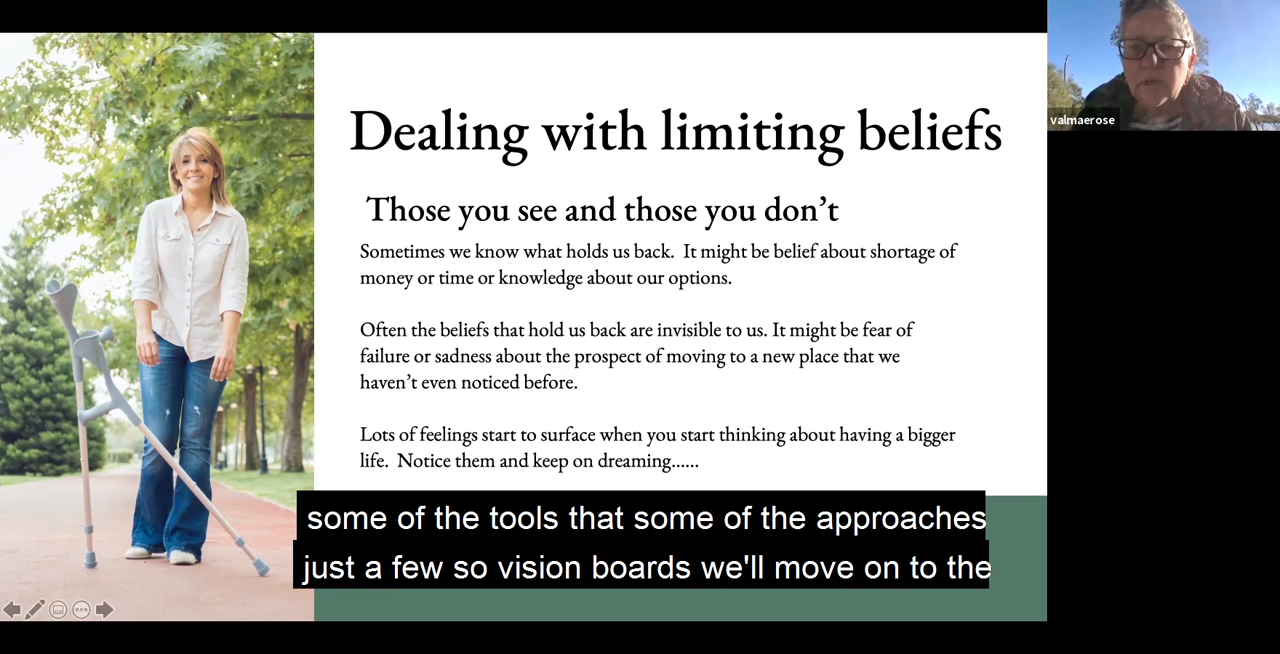 Dealing with limiting beliefs
valmaerose
Those you see and those you don’t
Sometimes we know what holds us back.  It might be belief about shortage of
money or time or knowledge about our options.
Often the beliefs that hold us back are invisible to us. It might be fear of
failure or sadness about the prospect of moving to a new place that we
haven’t even noticed before.
Lots of feelings start to surface when you start thinking about having a bigger
life.  Notice them and keep on dreaming......
some of the tools that some of the approaches
just a few so vision boards we'll move on to the